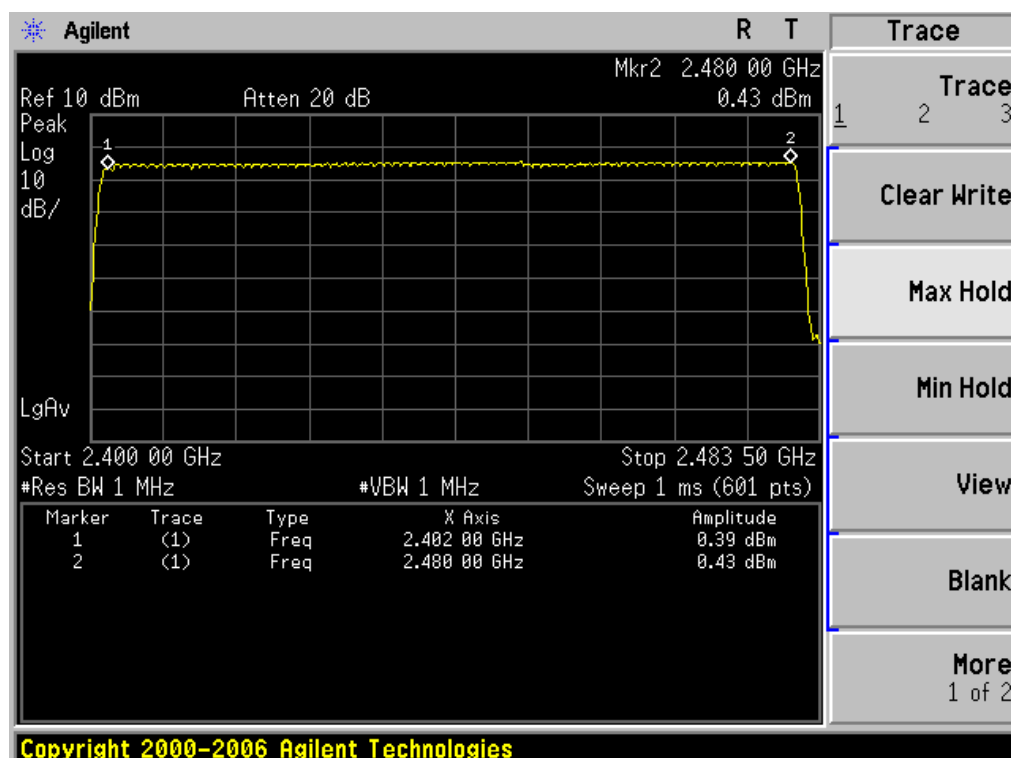 Agilent R T Trace
Mkr2 2.480 00 GHz
Ref 10 dBm Atten 20 dB 0.43 dBm
Trace
1 2 3
Peak
Log
10
dB/
1
2
Clear Write
Max Hold
Min Hold
LgAv
Start 2.400 00 GHz Stop 2.483 50 GHz
#Res BW 1 MHz #VBW 1 MHz Sweep 1 ms (601 pts)
View
Marker Trace Type X Axis Amplitude
1 (1) Freq 2.402 00 GHz 0.39 dBm
2 (1) Freq 2.480 00 GHz 0.43 dBm
Blank
More
1 of 2
Copyright 2000-2006 Agilent Technologies